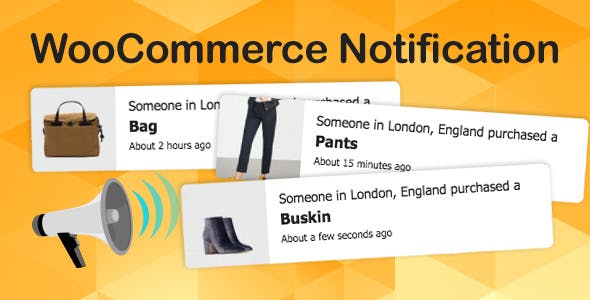 WooCommerce Notification
Someone in Lon
purchased a
Bag
About 2 hours ago
Someone in London, England purchased a
Pants
About 15 minutes ago
Someone in London, England purchased a
Buskin
About a few seconds ago